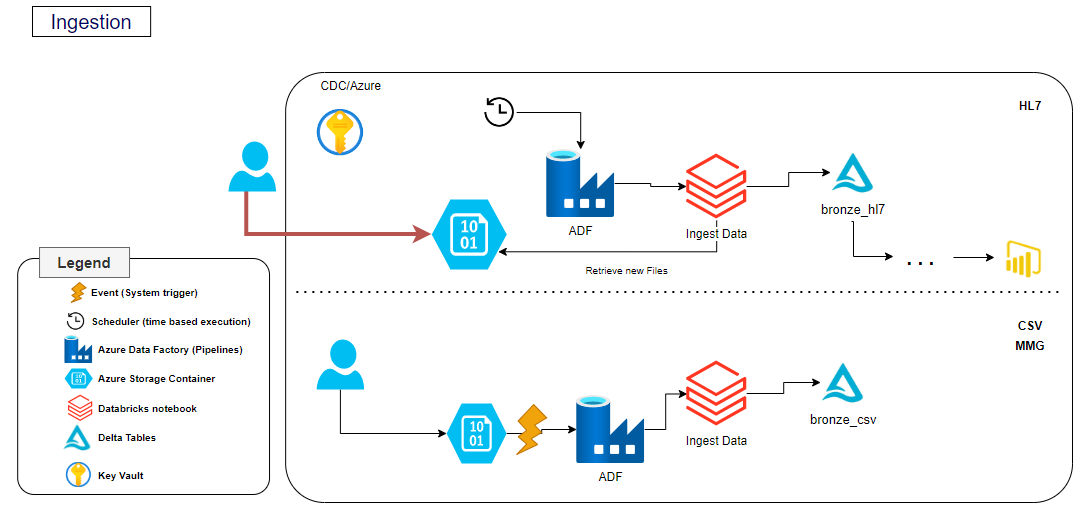 Ingestion
CDC/Azure
HL7
ADF
Ingest Data
bronze_hl7
10
01
Retrieve new Files
. . .
Legend
Event (System trigger)
Scheduler (time based execution)
Azure Data Factory (Pipelines)
Azure Storage Container
Databricks notebook
Delta Tables
Key Vault
CSV
MMG
10
01
ADF
Ingest Data
bronze_csv